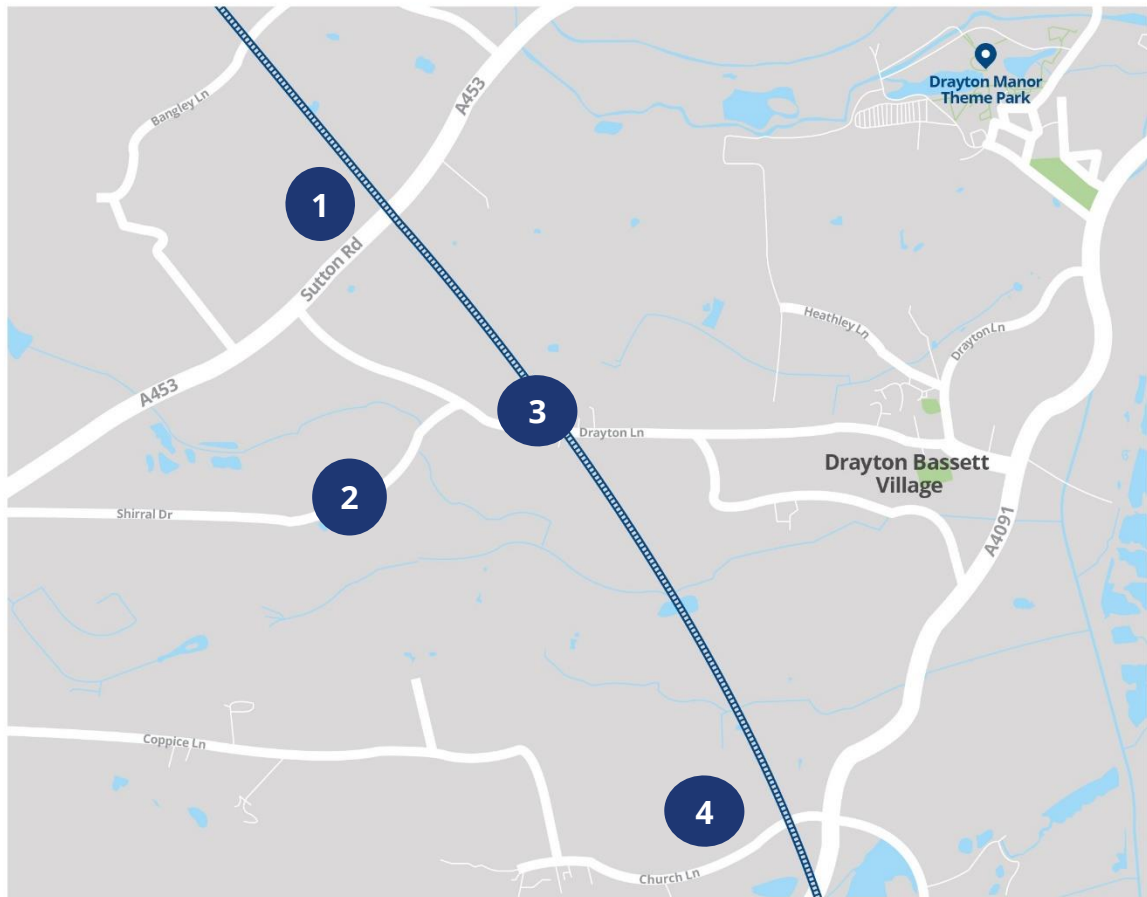 Drayton Manor
Theme Park
Bangley Ln
A453
1
Sutton Rd
Heathley Ln
Drayton Ln
A453
3
Drayton Ln
Drayton Bassett
Village
2
Shirral Dr
A4091
Coppice Ln
4
Church Ln